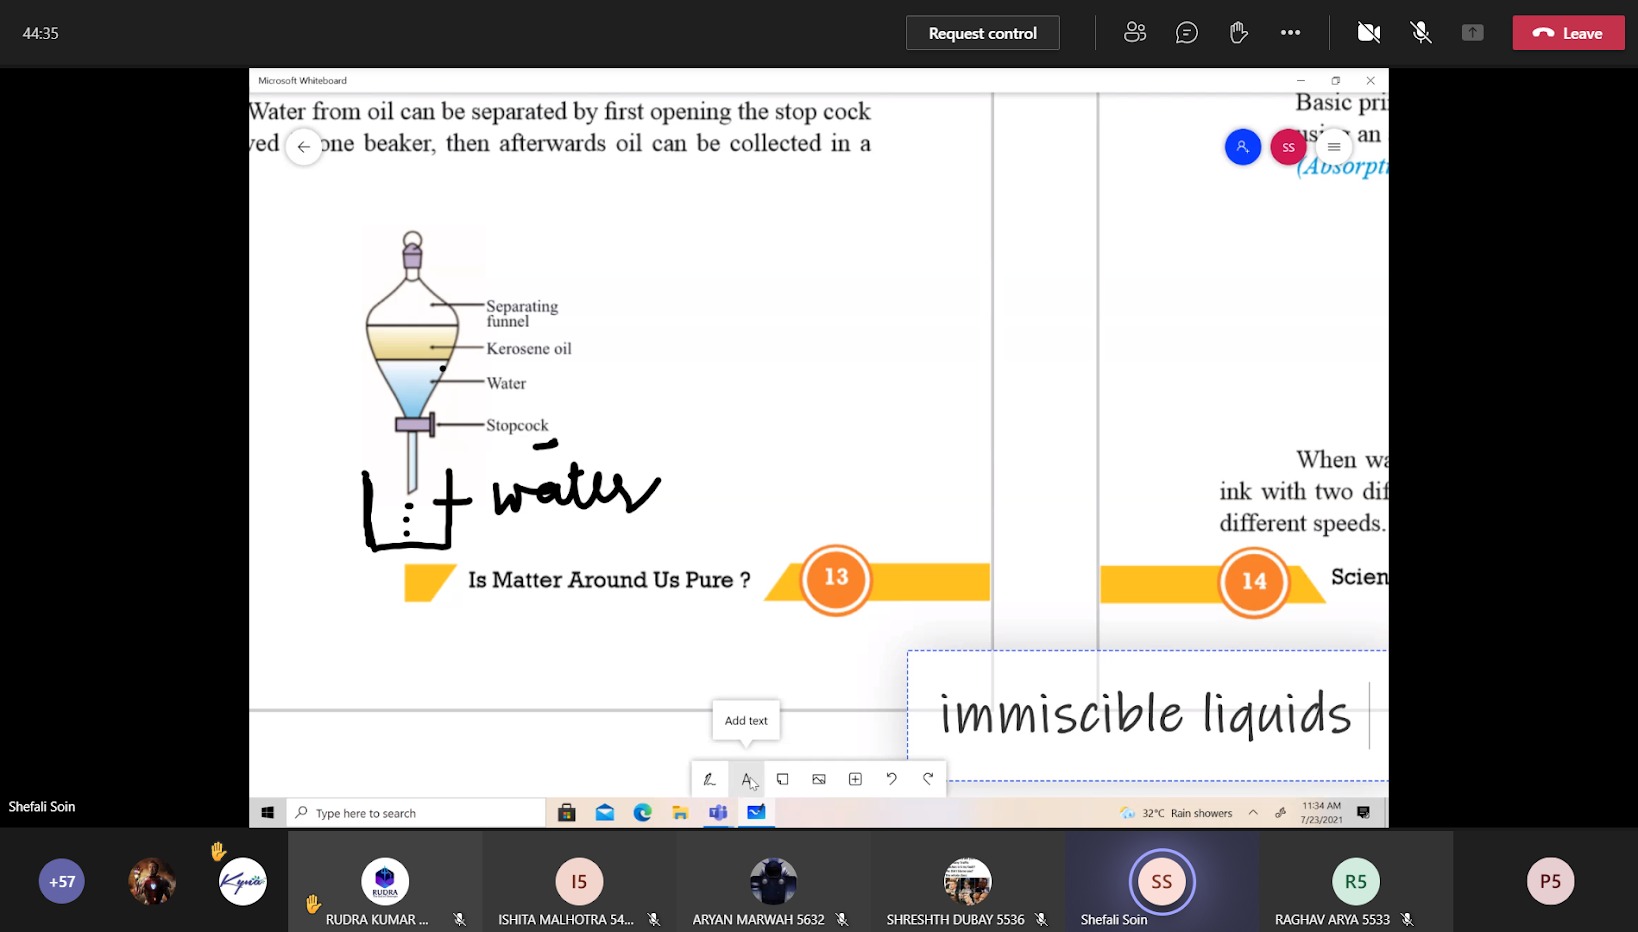 44:35
Request control
Leave
Microsoft Whiteboard
Water from oil can be separated by first opening the stop cock
ved one beaker, then afterwards oil can be collected in a
Basic pri
usi an
(Absorpti
SS
Separating
funnel
Kerosene oil
Water
Stopcock
water
When wa
ink with two dif
different speeds.
Is Matter Around Us Pure ?
13
14
Scien
immiscible liquids
Add text
A
Shefali Soin
Type here to search
32°C Rain showers
11:34 AM
7/23/2021
+57
Kyna
RUDRA
I5
SS
R5
P5
RUDRA KUMAR ...
ISHITA MALHOTRA 54...
ARYAN MARWAH 5632
SHRESHTH DUBAY 5536
Shefali Soin
RAGHAV ARYA 5533